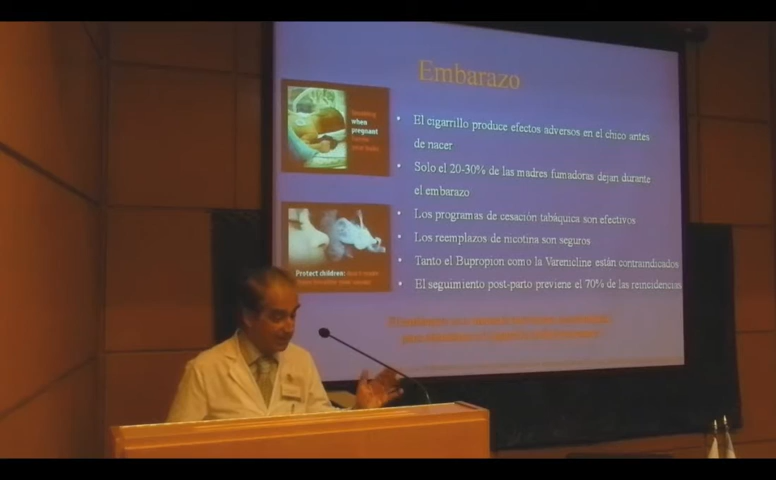 Embarazo
when
pregnant
• El cigarrillo produce efectos adversos en el chico antes
de nacer
• Solo el 20-30% de las madres fumadoras dejan durante
el embarazo
• Los programas de cesación tabáquica son efectivos
• Los reemplazos de nicotina son seguros
• Tanto el Bupropion como la Varenicline están contraindicados
Protect children:
• El seguimiento post-parto previene el 70% de las reincidencias